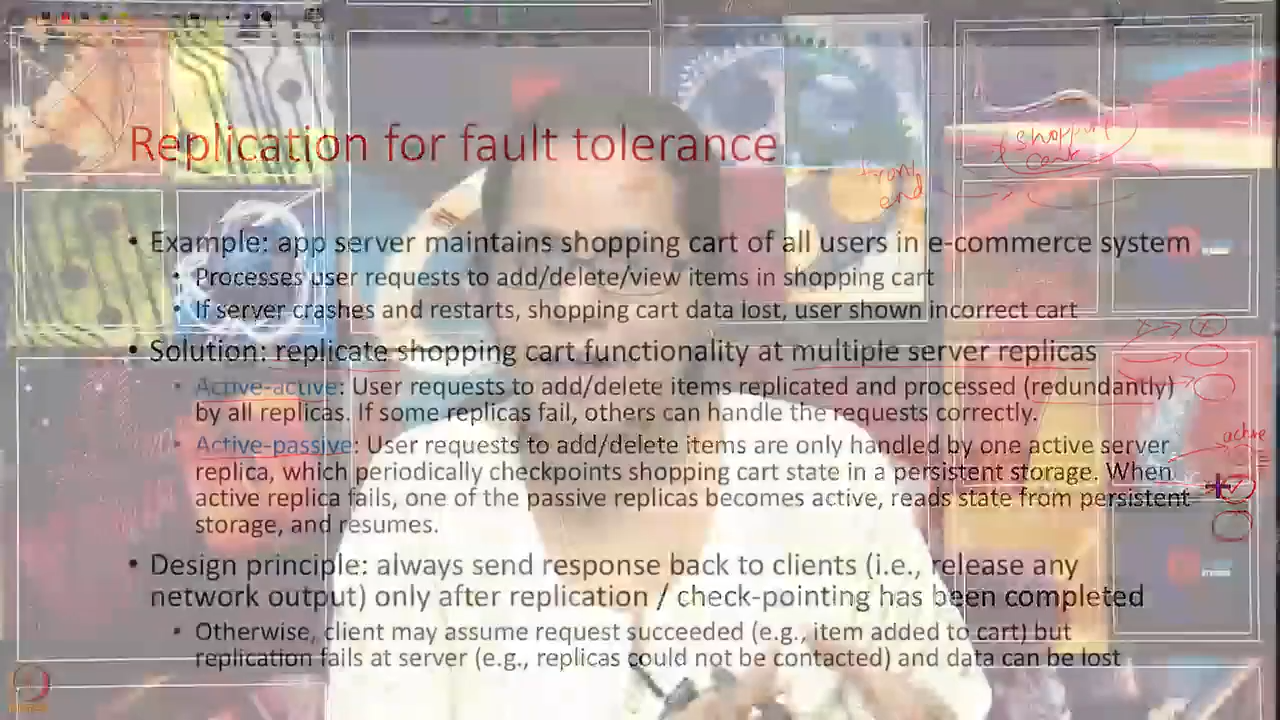 Replication for fault tolerance
shopping
cart
front
end
• Example: app server maintains shopping cart of all users in e-commerce system
• Processes user requests to add/delete/view items in shopping cart
• If server crashes and restarts, shopping cart data lost, user shown incorrect cart
• Solution: replicate shopping cart functionality at multiple server replicas
• Active-active: User requests to add/delete items replicated and processed (redundantly)
by all replicas. If some replicas fail, others can handle the requests correctly.
active
• Active-passive: User requests to add/delete items are only handled by one active server
replica, which periodically checkpoints shopping cart state in a persistent storage. When
active replica fails, one of the passive replicas becomes active, reads state from persistent
storage, and resumes.
• Design principle: always send response back to clients (i.e., release any
network output) only after replication / check-pointing has been completed
• Otherwise, client may assume request succeeded (e.g., item added to cart) but
replication fails at server (e.g., replicas could not be contacted) and data can be lost